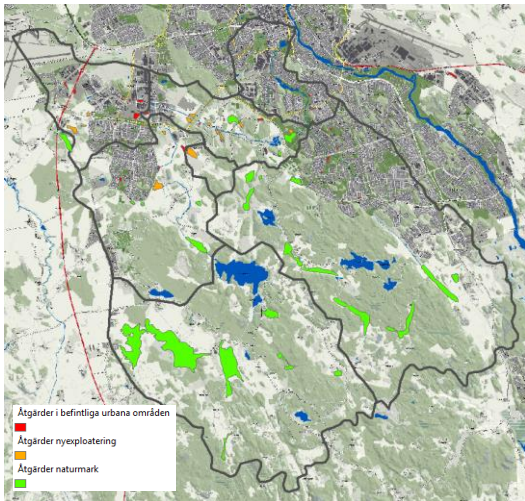 Åtgärder i befintliga urbana områden
Åtgärder nyexploatering
Åtgärder naturmark